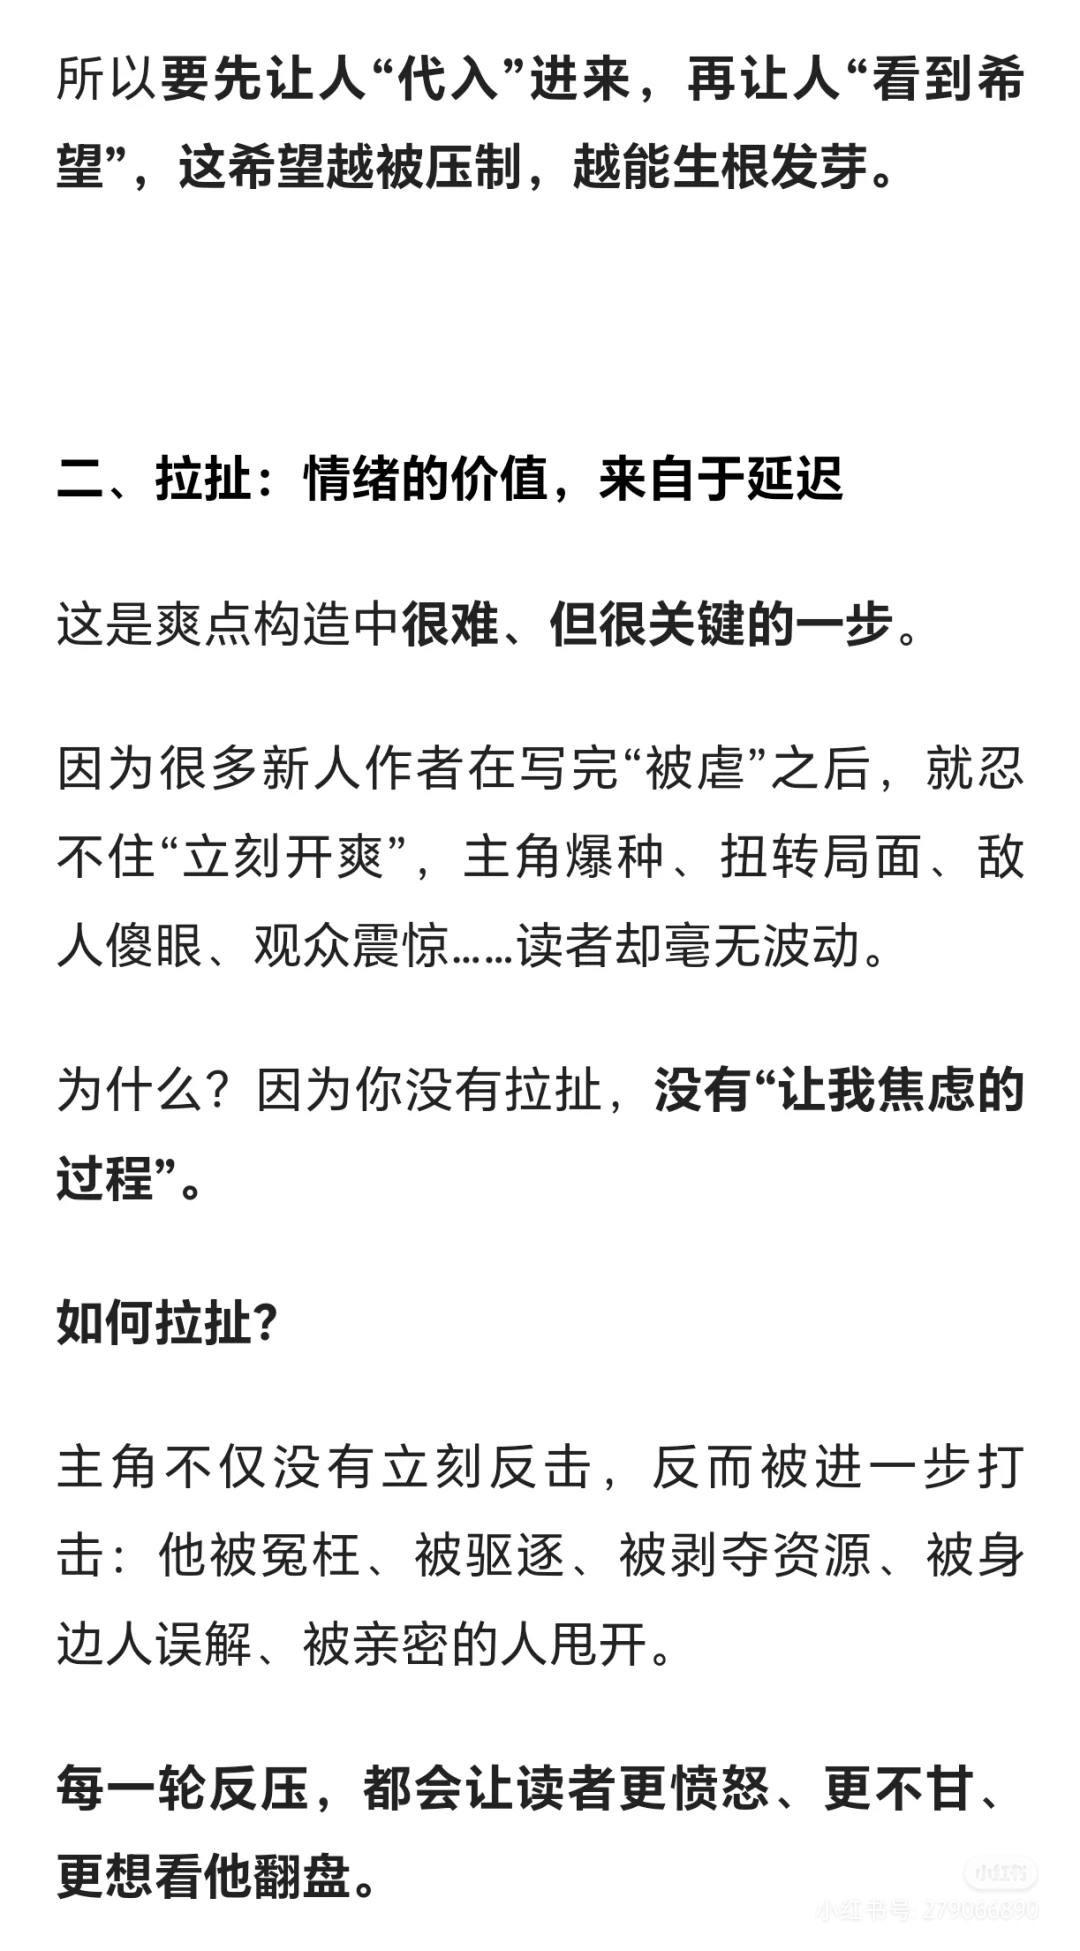 所以要先让人“代入”进来，再让人“看到希
望”，这希望越被压制，越能生根发芽。
二、拉扯：情绪的价值，来自于延迟
这是爽点构造中很难、但很关键的一步。
因为很多新人作者在写完“被虐”之后，就忍
不住“立刻开爽”，主角爆种、扭转局面、敌
人傻眼、观众震惊……读者却毫无波动。
为什么？因为你没有拉扯，没有“让我焦虑的
过程”。
如何拉扯？
主角不仅没有立刻反击，反而被进一步打
击：他被冤枉、被驱逐、被剥夺资源、被身
边人误解、被亲密的人甩开。
每一轮反压，都会让读者更愤怒、更不甘、
更想看他翻盘。
小红书
小红书号: 279066890